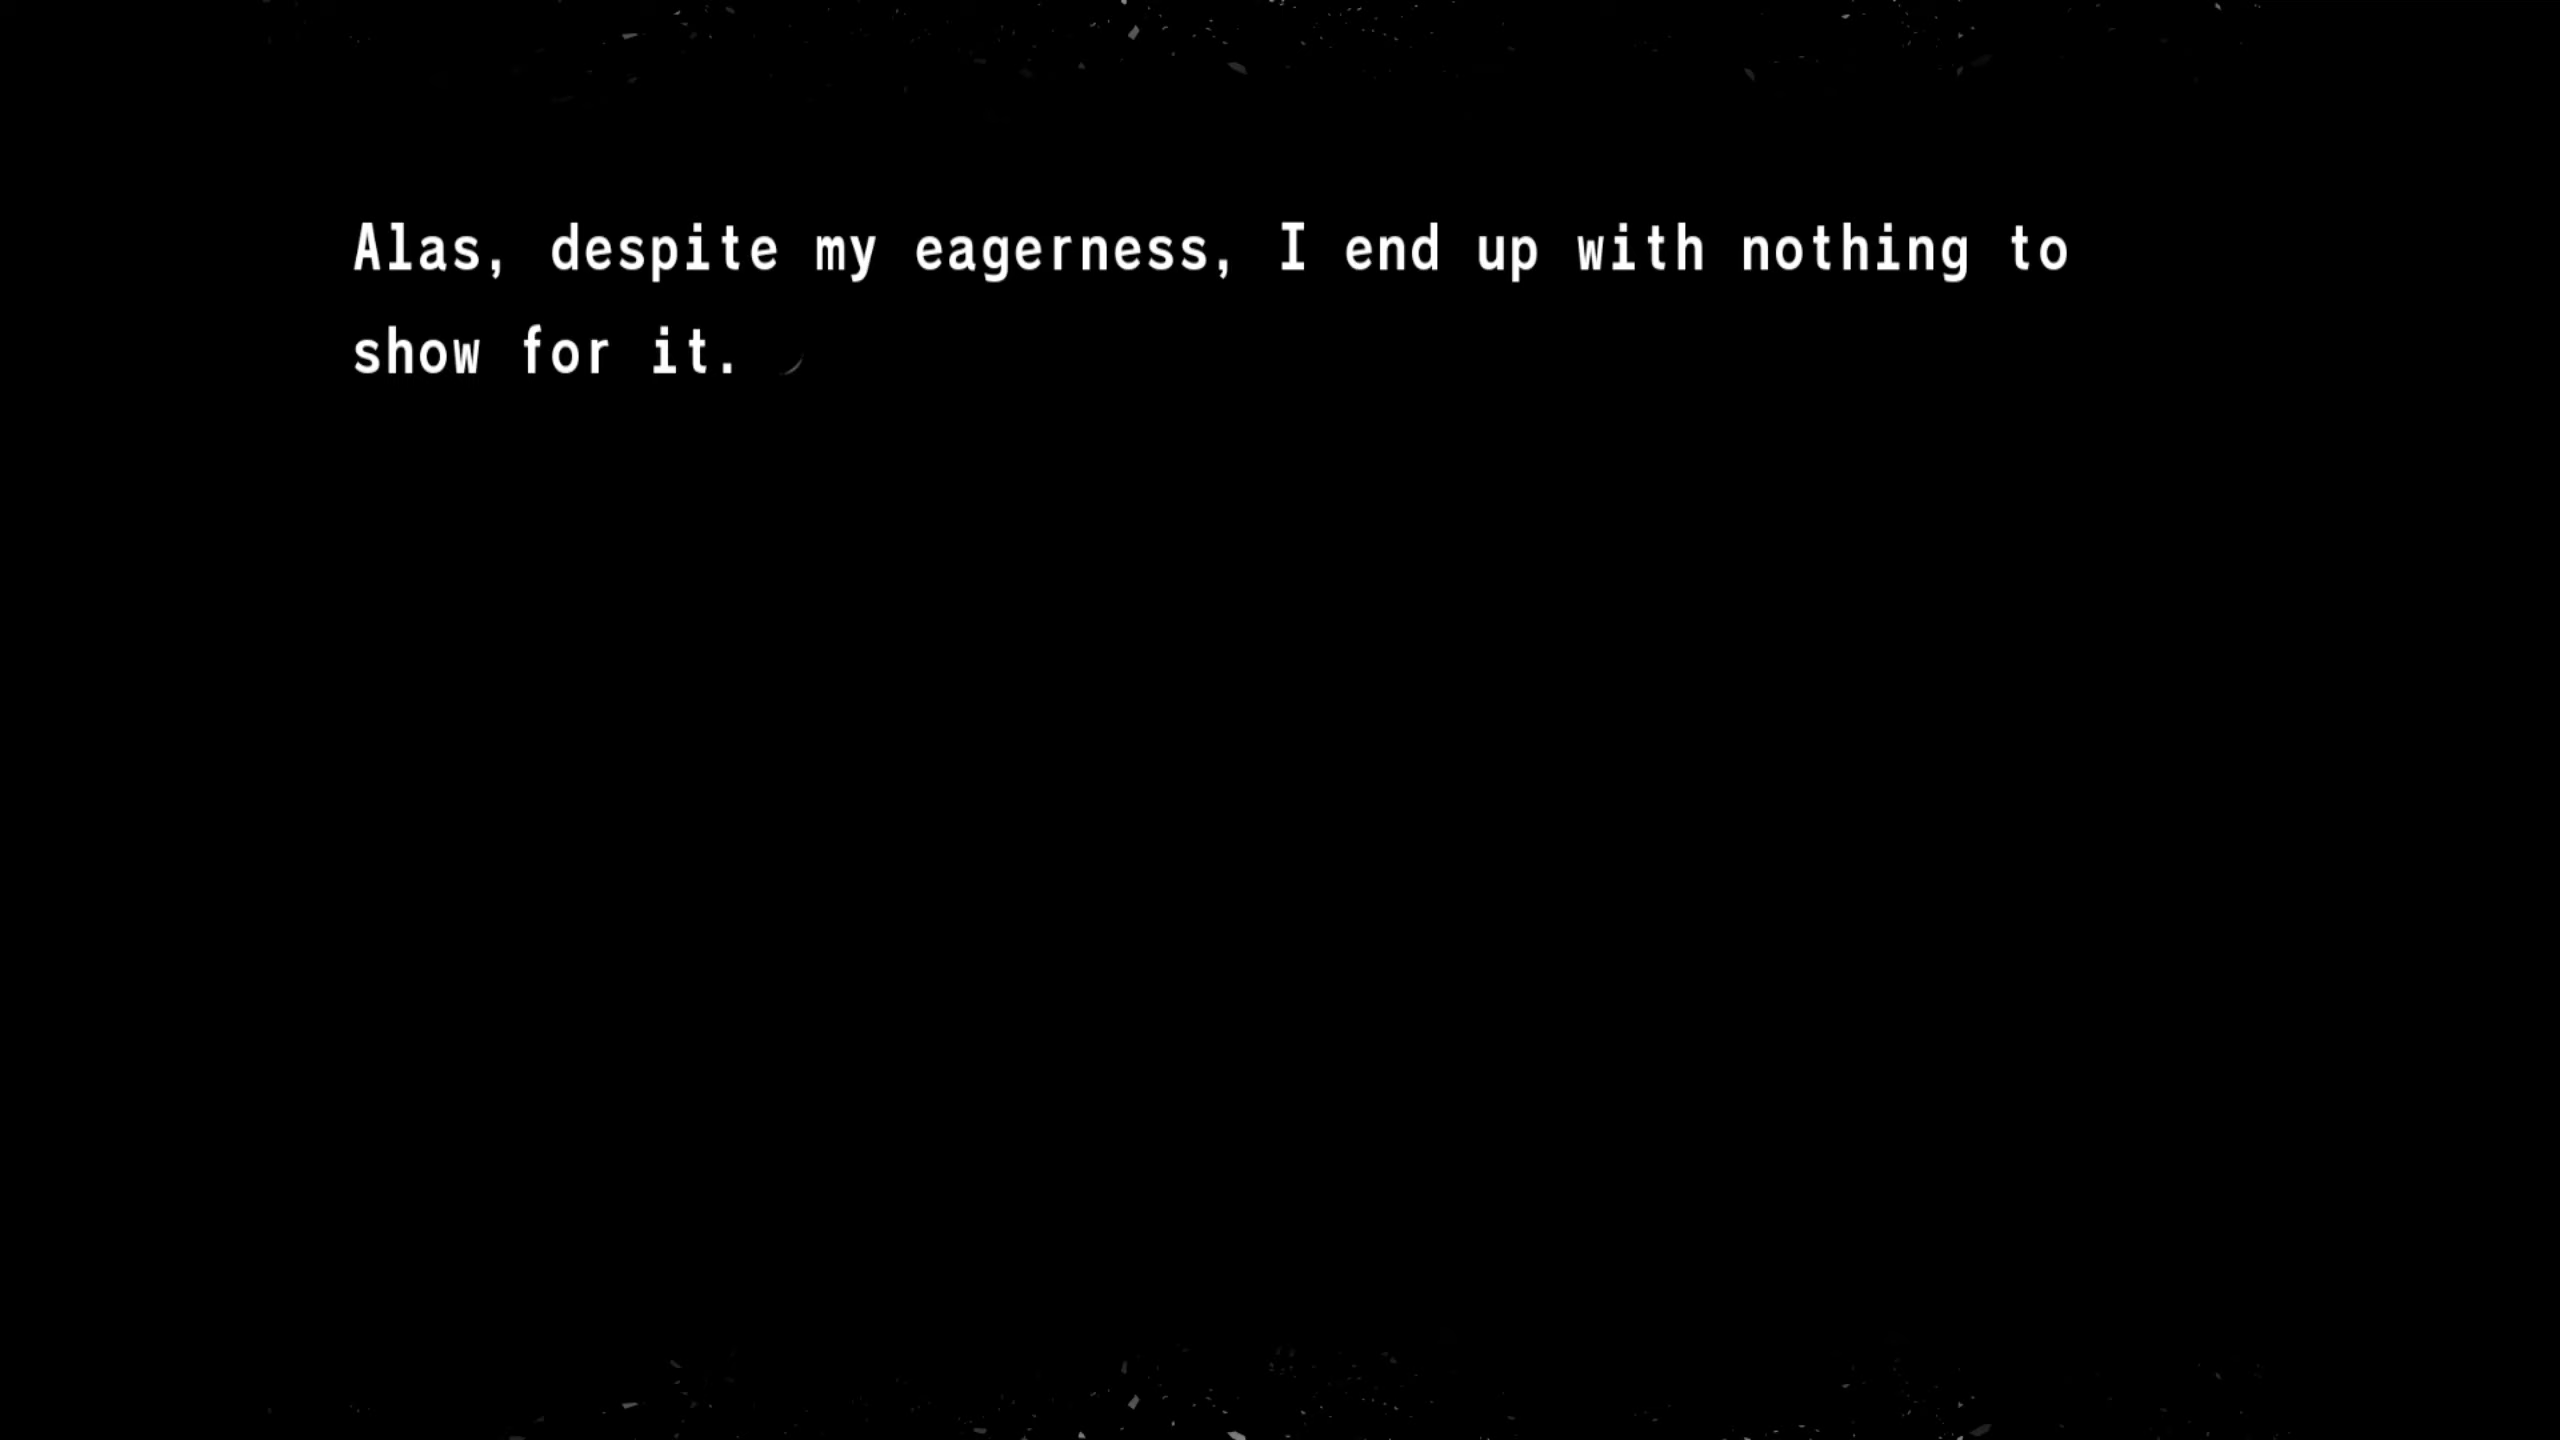 Alas, despite my eagerness, I end up with nothing to
show for it.